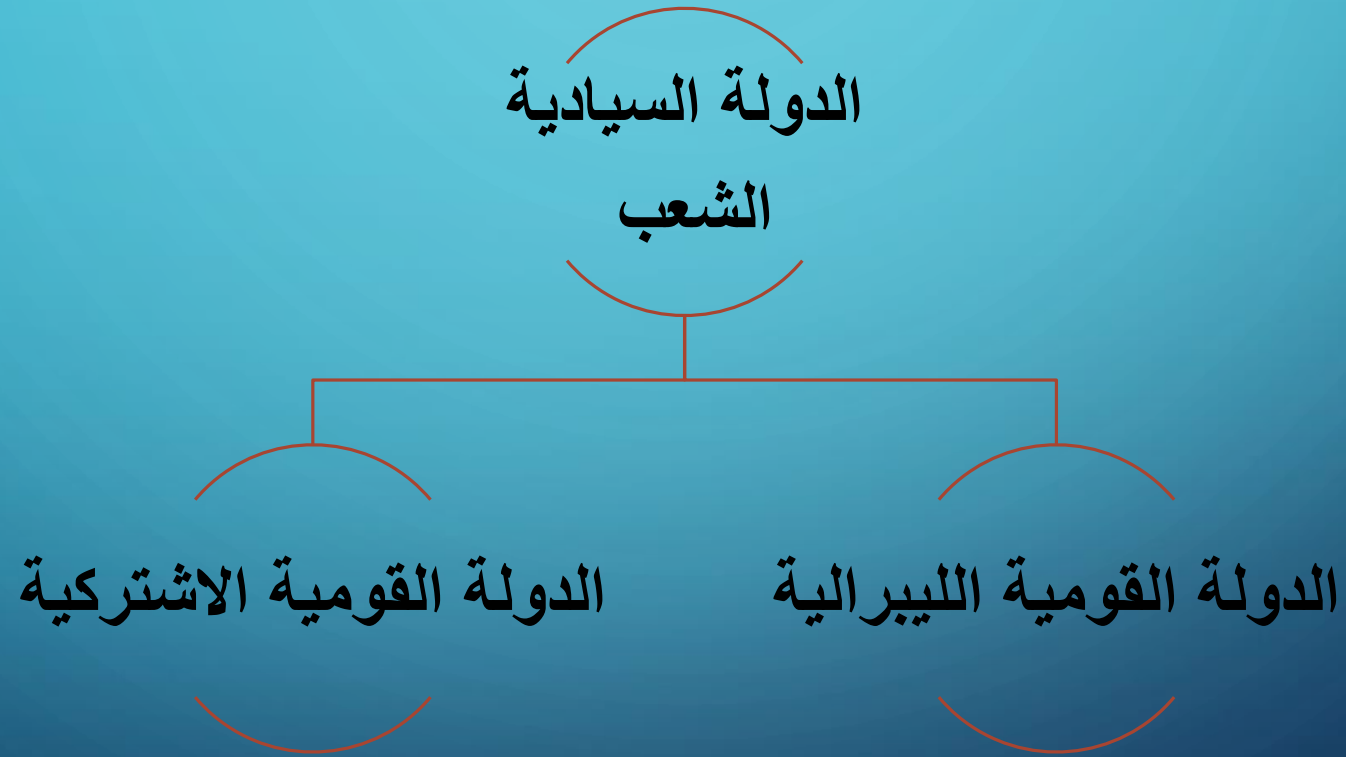 الدولة السيادية
الشعب
الدولة القومية الليبرالية
الدولة القومية الاشتركية